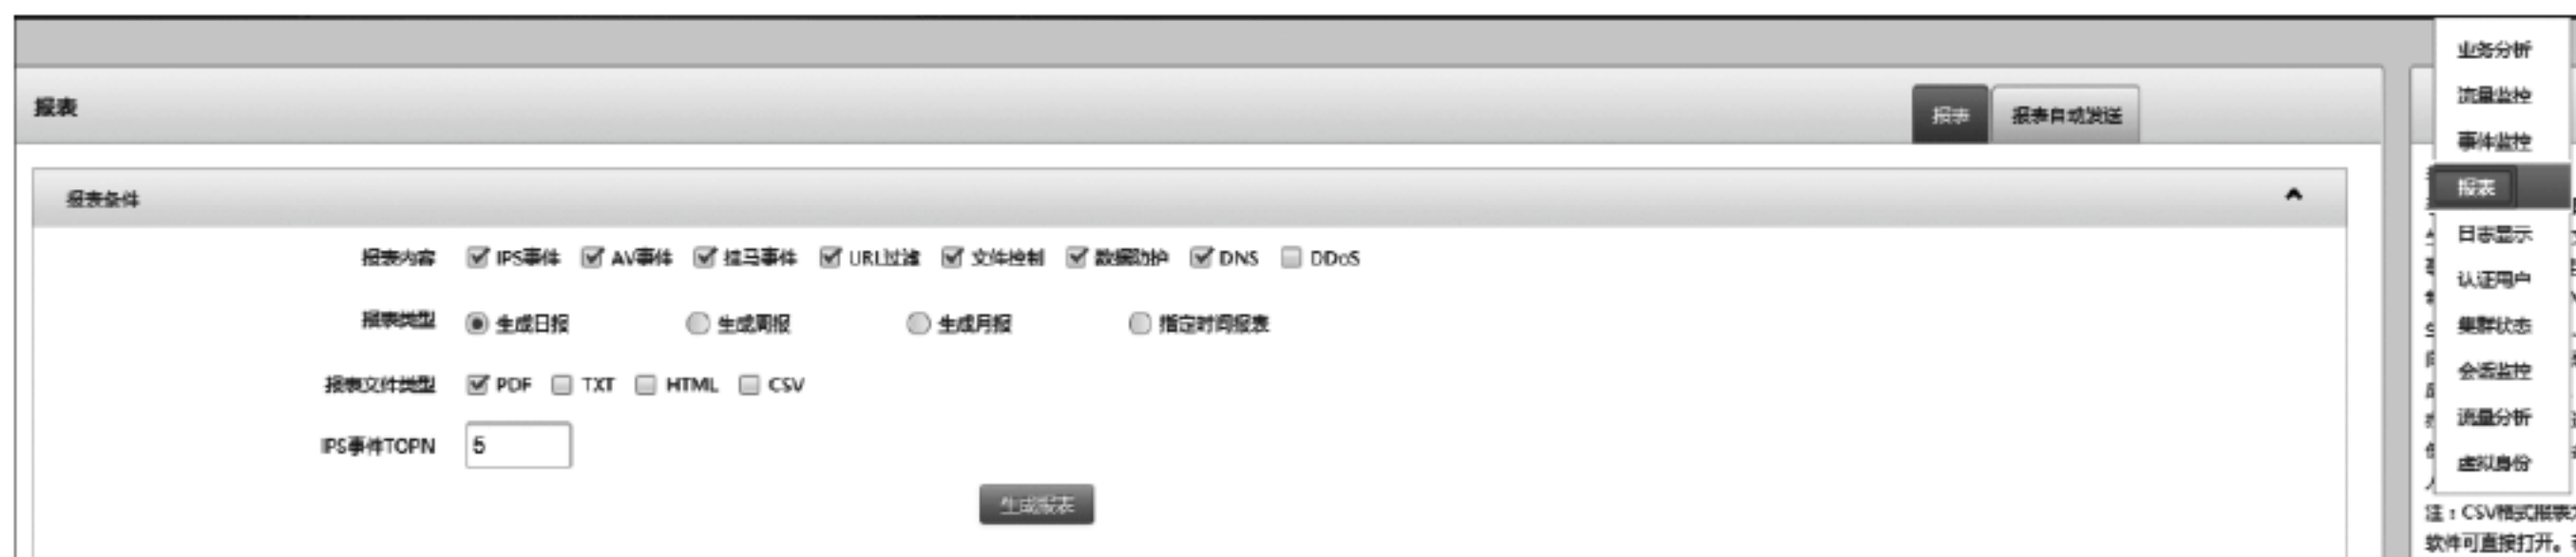 报表
报表 报表自动发送
报表条件
报表内容 IPS事件 AV事件 挂马事件 URL过滤 文件控制 数据防护 DNS DDoS
报表类型 生成日报 生成周报 生成月报 指定时间报表
报表文件类型 PDF TXT HTML CSV
IPS事件TOPN 5
生成报表
业务分析
流量监控
事件监控
报表
日志显示
认证用户
集群状态
会话监控
流量分析
虚拟身份
注：CSV格式报表
软件可直接打开。